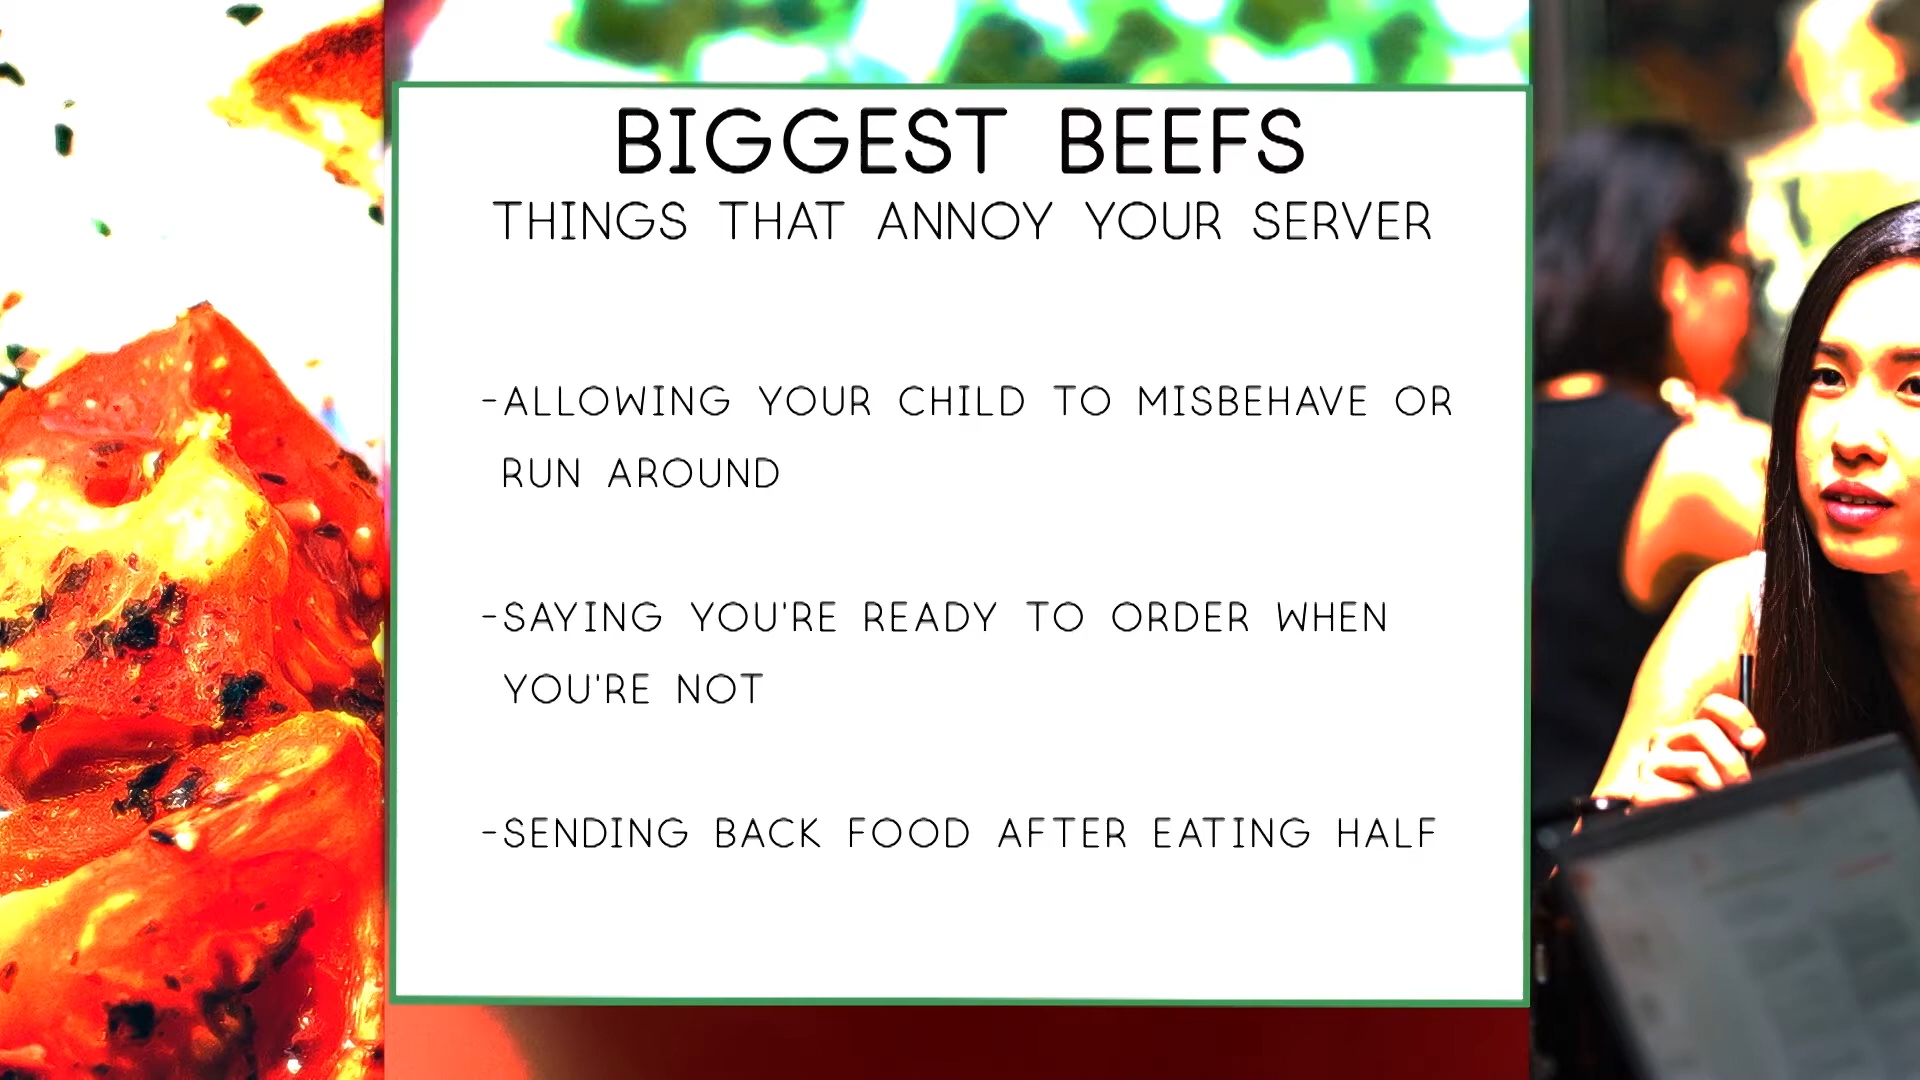 BIGGEST BEEFS
THINGS THAT ANNOY YOUR SERVER
-ALLOWING YOUR CHILD TO MISBEHAVE OR
RUN AROUND
-SAYING YOU'RE READY TO ORDER WHEN
YOU'RE NOT
-SENDING BACK FOOD AFTER EATING HALF